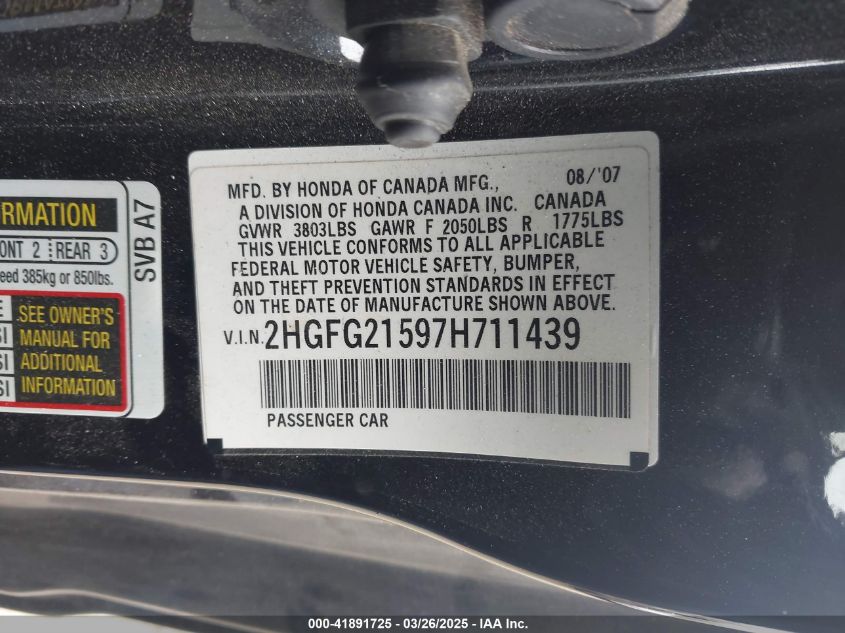 MFD. BY HONDA OF CANADA MFG., 08/'07
A DIVISION OF HONDA CANADA INC. CANADA
GVWR 3803LBS GAWR F 2050LBS R 1775LBS
THIS VEHICLE CONFORMS TO ALL APPLICABLE
FEDERAL MOTOR VEHICLE SAFETY, BUMPER,
AND THEFT PREVENTION STANDARDS IN EFFECT
ON THE DATE OF MANUFACTURE SHOWN ABOVE.
V.I.N. 2HGFG21597H711439
PASSENGER CAR
RMATION
ONT 2 REAR 3
eed 385kg or 850lbs.
SEE OWNER'S
MANUAL FOR
ADDITIONAL
INFORMATION
SVB A7
000-41891725 - 03/26/2025 - IAA Inc.